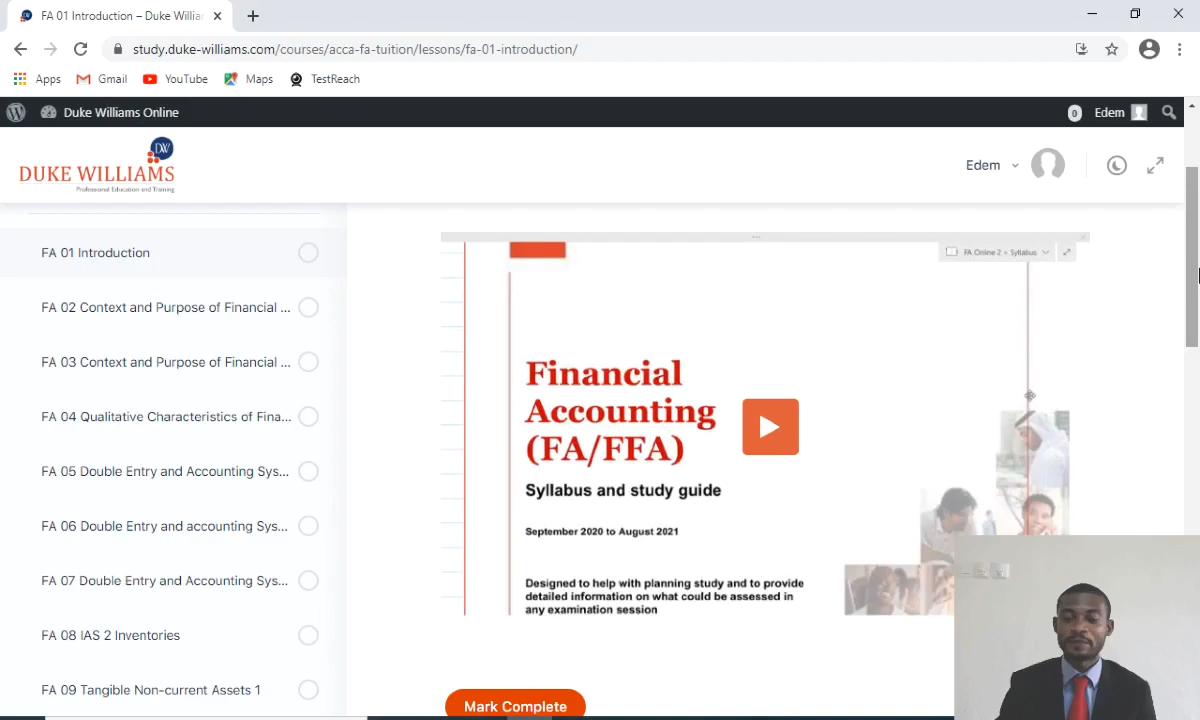 FA 01 Introduction – Duke Willia
study.duke-williams.com/courses/acca-fa-tuition/lessons/fa-01-introduction/
Apps Gmail YouTube Maps TestReach
Duke Williams Online 0 Edem
DW
DUKE WILLIAMS
Professional Education and Training
Edem
FA 01 Introduction
FA 02 Context and Purpose of Financial ...
FA 03 Context and Purpose of Financial ...
FA 04 Qualitative Characteristics of Fina...
FA 05 Double Entry and Accounting Sys...
FA 06 Double Entry and accounting Sys...
FA 07 Double Entry and Accounting Sys...
FA 08 IAS 2 Inventories
FA 09 Tangible Non-current Assets 1
FA Online 2 + Syllabus
Financial
Accounting
(FA/FFA)
Syllabus and study guide
September 2020 to August 2021
Designed to help with planning study and to provide
detailed information on what could be assessed in
any examination session
Mark Complete